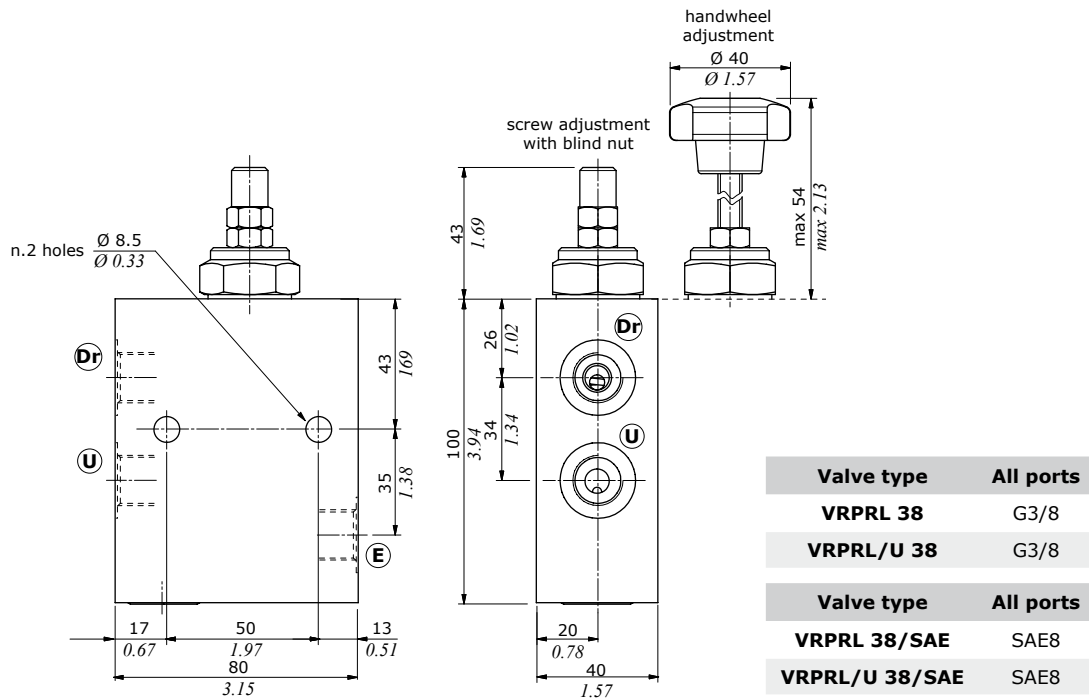 handwheel
adjustment
Ø 40
Ø 1.57
screw adjustment
with blind nut
max 54
max 2.13
43
1.69
n.2 holes
Ø 8.5
Ø 0.33
Dr
U
E
43
169
35
1.38
17
0.67
50
1.97
13
0.51
80
3.15
Dr
U
26
1.02
34
1.34
100
3.94
20
0.78
40
1.57
Valve type All ports
VRPRL 38 G3/8
VRPRL/U 38 G3/8
Valve type All ports
VRPRL 38/SAE SAE8
VRPRL/U 38/SAE SAE8